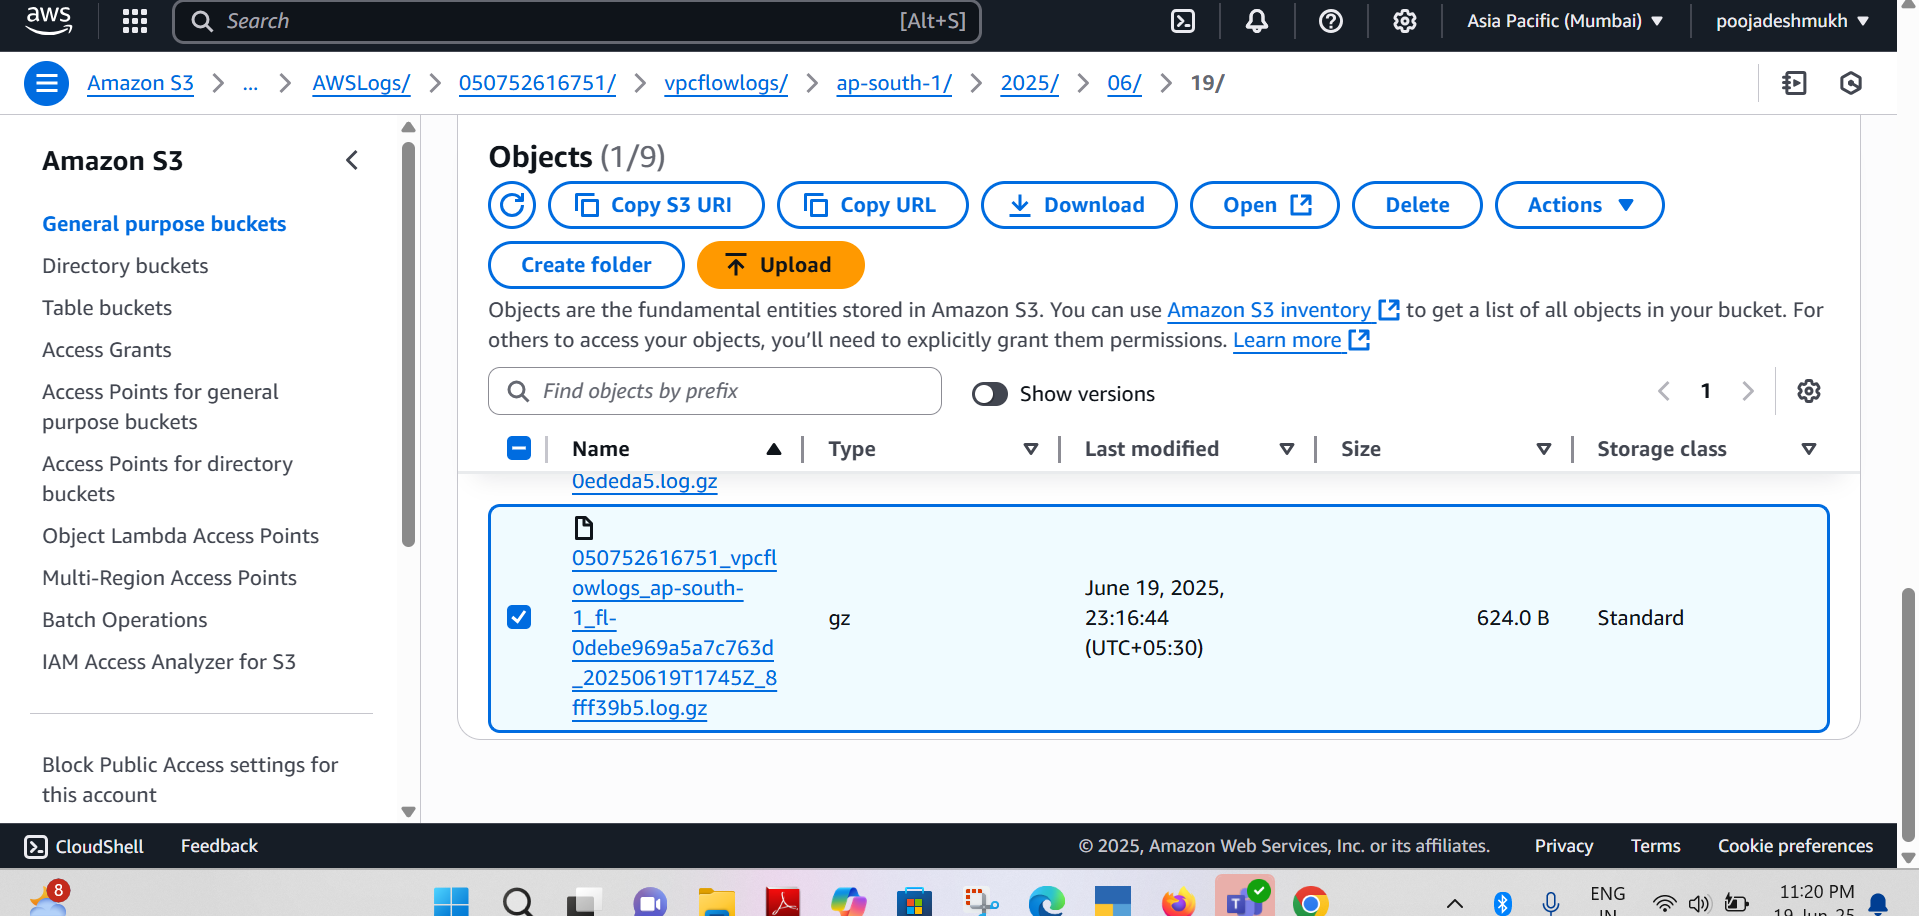 aws
Search
[Alt+S]
Asia Pacific (Mumbai)
poojadeshmukh
Amazon S3
...
AWSLogs/
050752616751/
vpcflowlogs/
ap-south-1/
2025/
06/
19/
Amazon S3
General purpose buckets
Directory buckets
Table buckets
Access Grants
Access Points for general
purpose buckets
Access Points for directory
buckets
Object Lambda Access Points
Multi-Region Access Points
Batch Operations
IAM Access Analyzer for S3
Block Public Access settings for
this account
Objects (1/9)
Copy S3 URI
Copy URL
Download
Open
Delete
Actions
Create folder
Upload
Objects are the fundamental entities stored in Amazon S3. You can use Amazon S3 inventory to get a list of all objects in your bucket. For
others to access your objects, you’ll need to explicitly grant them permissions. Learn more
Find objects by prefix
Show versions
1
Name
Type
Last modified
Size
Storage class
0ededa5.log.gz
050752616751_vpcfl
owlogs_ap-south-
1_fl-
0debe969a5a7c763d
_20250619T1745Z_8
fff39b5.log.gz
gz
June 19, 2025,
23:16:44
(UTC+05:30)
624.0 B
Standard
CloudShell
Feedback
© 2025, Amazon Web Services, Inc. or its affiliates.
Privacy
Terms
Cookie preferences
8
T
ENG
IN
11:20 PM
19-Jun-25